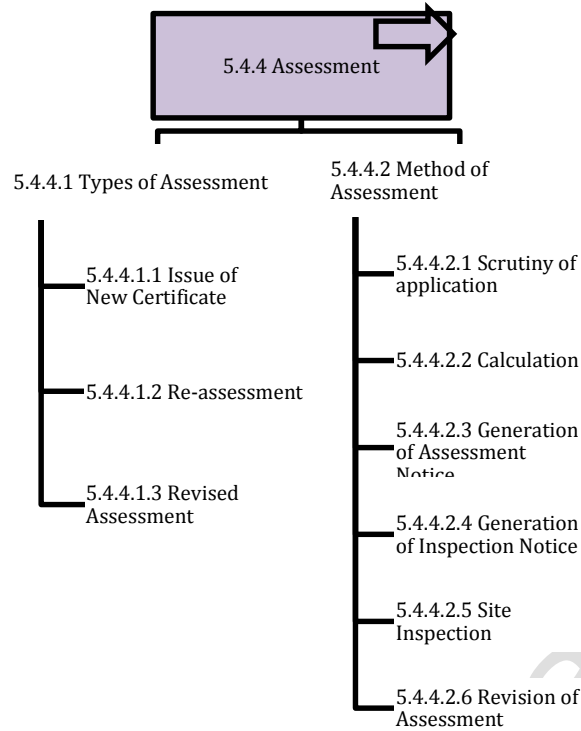 5.4.4 Assessment
5.4.4.1 Types of Assessment
5.4.4.1.1 Issue of
New Certificate
5.4.4.1.2 Re-assessment
5.4.4.1.3 Revised
Assessment
5.4.4.2 Method of
Assessment
5.4.4.2.1 Scrutiny of
application
5.4.4.2.2 Calculation
5.4.4.2.3 Generation
of Assessment
Notice
5.4.4.2.4 Generation
of Inspection Notice
5.4.4.2.5 Site
Inspection
5.4.4.2.6 Revision of
Assessment